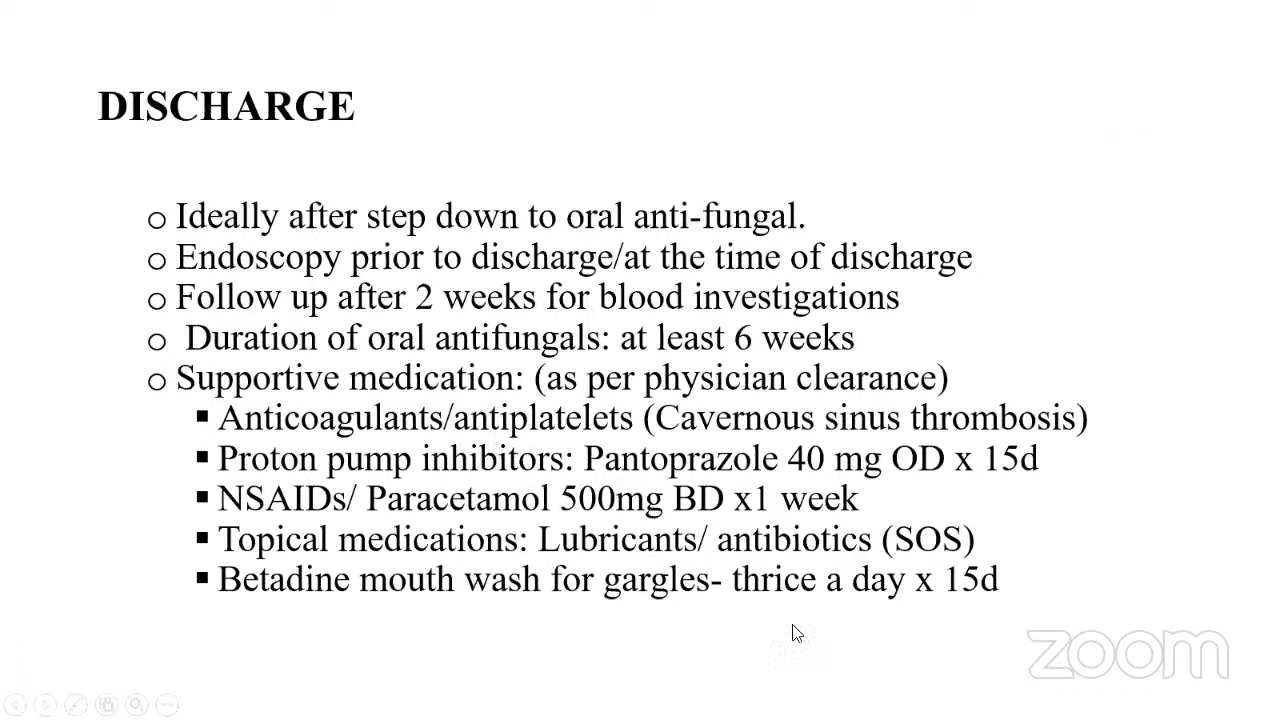 DISCHARGE
o Ideally after step down to oral anti-fungal.
o Endoscopy prior to discharge/at the time of discharge
o Follow up after 2 weeks for blood investigations
o Duration of oral antifungals: at least 6 weeks
o Supportive medication: (as per physician clearance)
▪ Anticoagulants/antiplatelets (Cavernous sinus thrombosis)
▪ Proton pump inhibitors: Pantoprazole 40 mg OD x 15d
▪ NSAIDs/ Paracetamol 500mg BD x1 week
▪ Topical medications: Lubricants/ antibiotics (SOS)
▪ Betadine mouth wash for gargles- thrice a day x 15d
zoom